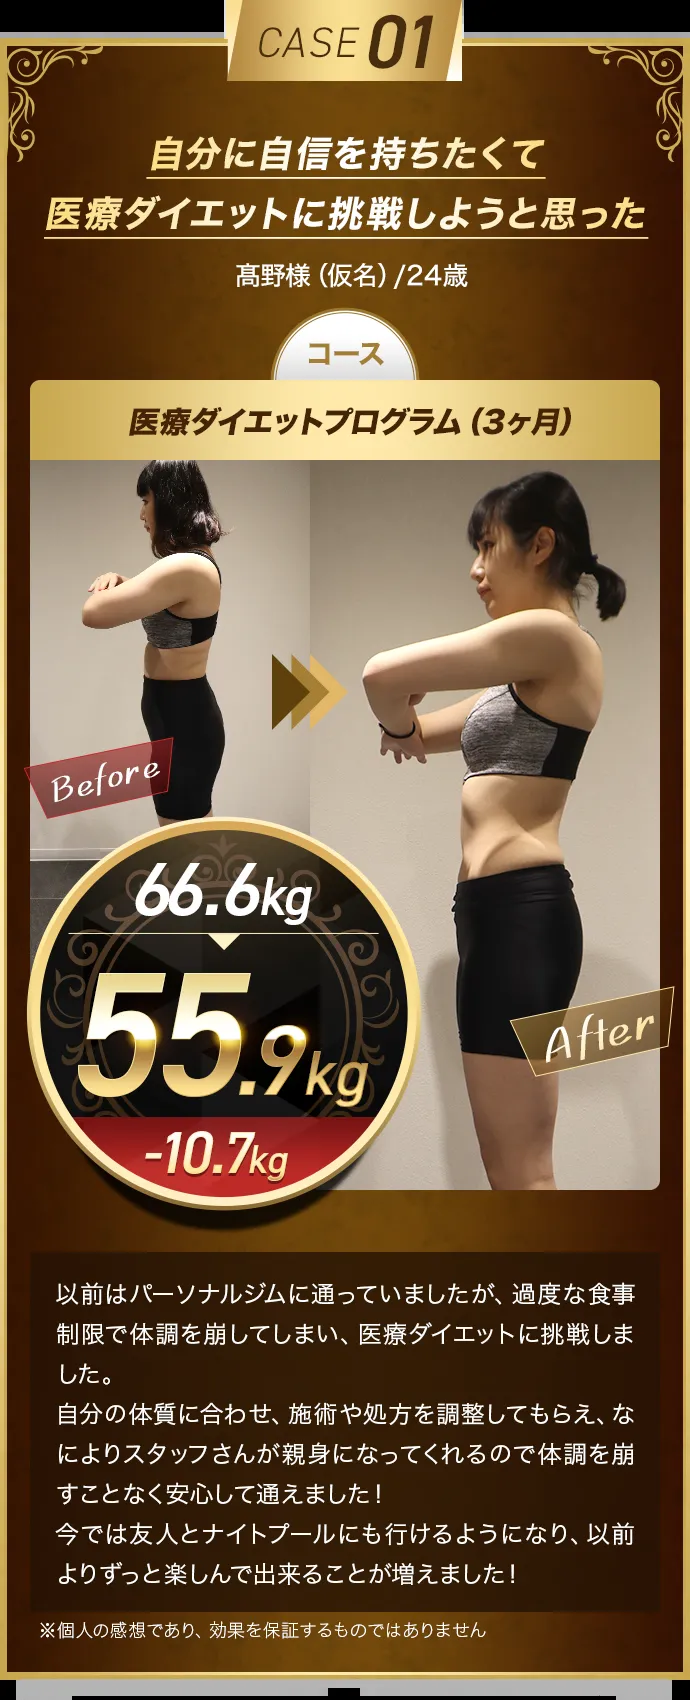 CASE 01
自分に自信を持ちたくて
医療ダイエットに挑戦しようと思った
髙野様（仮名）/24歳
コース
医療ダイエットプログラム（3ヶ月）
Before
66.6kg
55.9kg
-10.7kg
After
以前はパーソナルジムに通っていましたが、過度な食事
制限で体調を崩してしまい、医療ダイエットに挑戦しま
した。
自分の体質に合わせ、施術や処方を調整してもらえ、な
によりスタッフさんが親身になってくれるので体調を崩
すことなく安心して通えました！
今では友人とナイトプールにも行けるようになり、以前
よりずっと楽しんで出来ることが増えました！
※個人の感想であり、効果を保証するものではありません